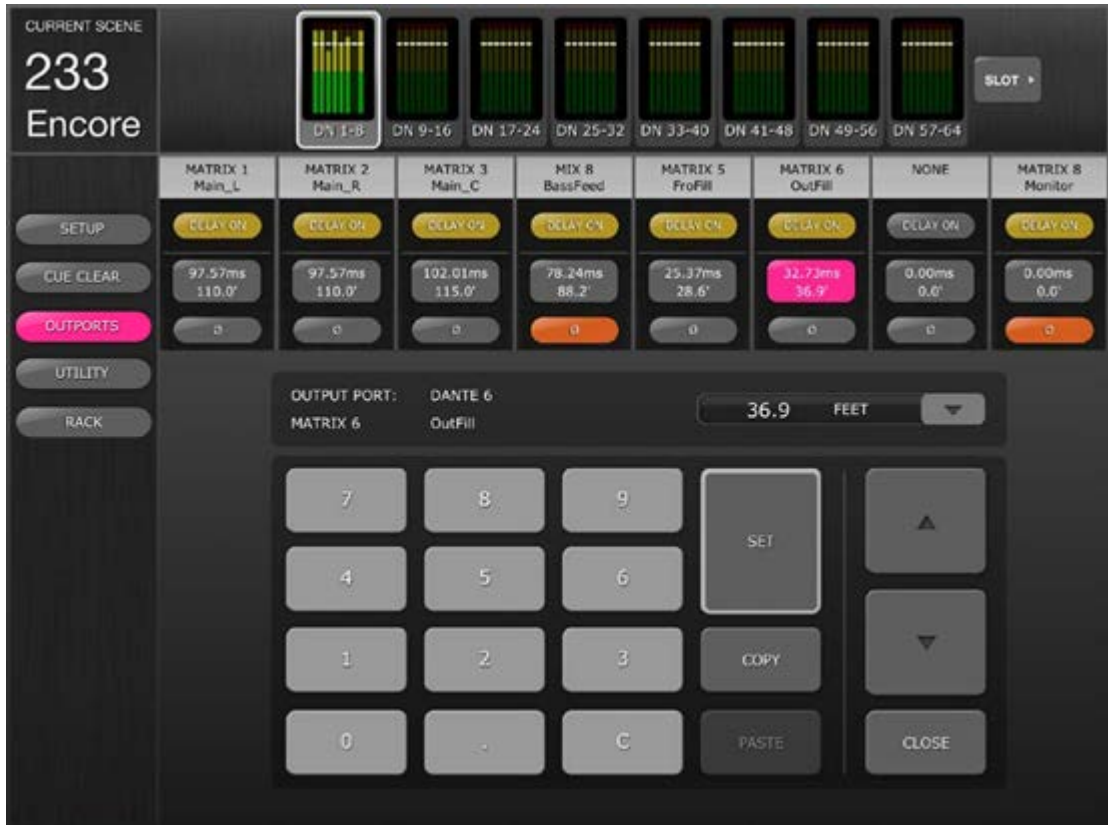 CURRENT SCENE
233
Encore
DN 1-8
DN 9-16
DN 17-24
DN 25-32
DN 33-40
DN 41-48
DN 49-56
DN 57-64
SLOT
MATRIX 1
Main_L
MATRIX 2
Main_R
MATRIX 3
Main_C
MIX 8
BassFeed
MATRIX 5
FroFill
MATRIX 6
OutFill
NONE
MATRIX 8
Monitor
SETUP
DELAY ON
DELAY ON
DELAY ON
DELAY ON
DELAY ON
DELAY ON
DELAY ON
DELAY ON
CUE CLEAR
97.57ms
110.0'
97.57ms
110.0'
102.01ms
115.0'
78.24ms
88.2'
25.37ms
28.6'
32.73ms
36.9'
0.00ms
0.0'
0.00ms
0.0'
OUTPORTS
Ø
Ø
Ø
Ø
Ø
Ø
Ø
Ø
UTILITY
RACK
OUTPUT PORT: DANTE 6
MATRIX 6 OutFill
36.9 FEET
7
8
9
SET
4
5
6
1
2
3
COPY
0
.
C
PASTE
CLOSE